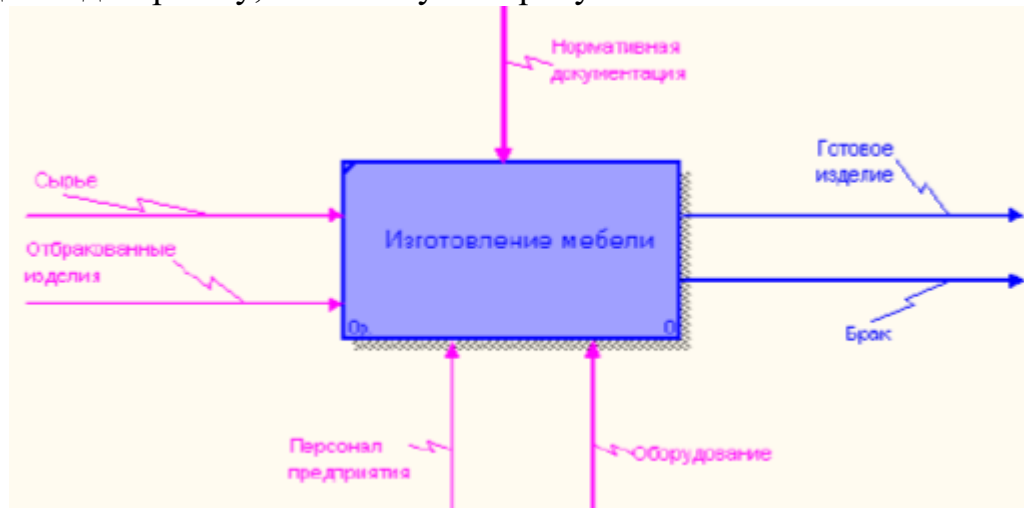 Нормативная
документация
Готовое
изделие
Сырье
Изготовление мебели
Отбракованные
изделия
0р.
0
Брак
Персонал
предприятия
Оборудование